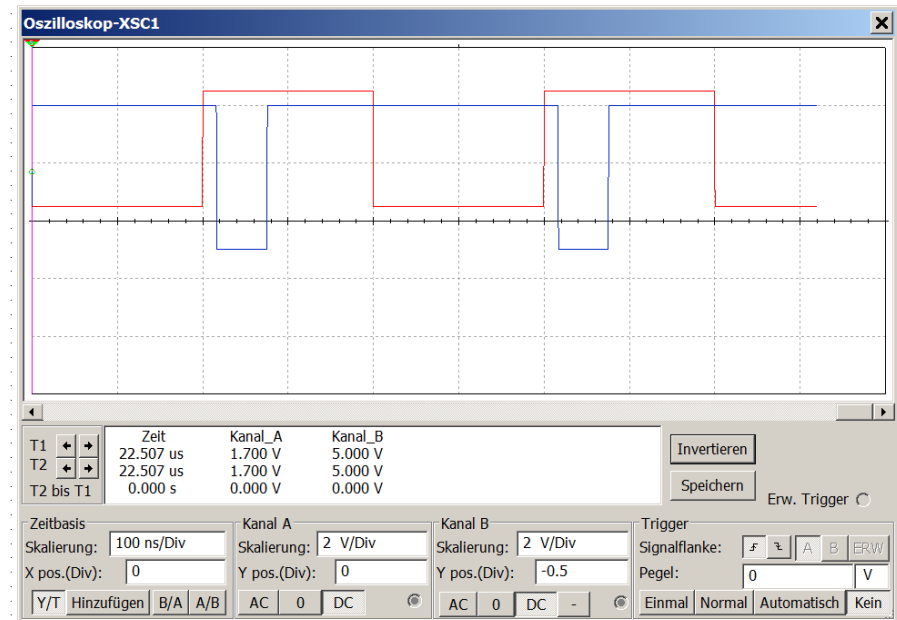 Oszilloskop-XSC1
T1
T2
T2 bis T1
Zeit Kanal_A Kanal_B
22.507 us 1.700 V 5.000 V
22.507 us 1.700 V 5.000 V
0.000 s 0.000 V 0.000 V
Invertieren
Speichern
Erw. Trigger
Zeitbasis
Skalierung: 100 ns/Div
X pos.(Div): 0
Y/T Hinzufügen B/A A/B
Kanal A
Skalierung: 2 V/Div
Y pos.(Div): 0
AC 0 DC
Kanal B
Skalierung: 2 V/Div
Y pos.(Div): -0.5
AC 0 DC -
Trigger
Signalflanke: A B ERW
Pegel: 0 V
Einmal Normal Automatisch Kein